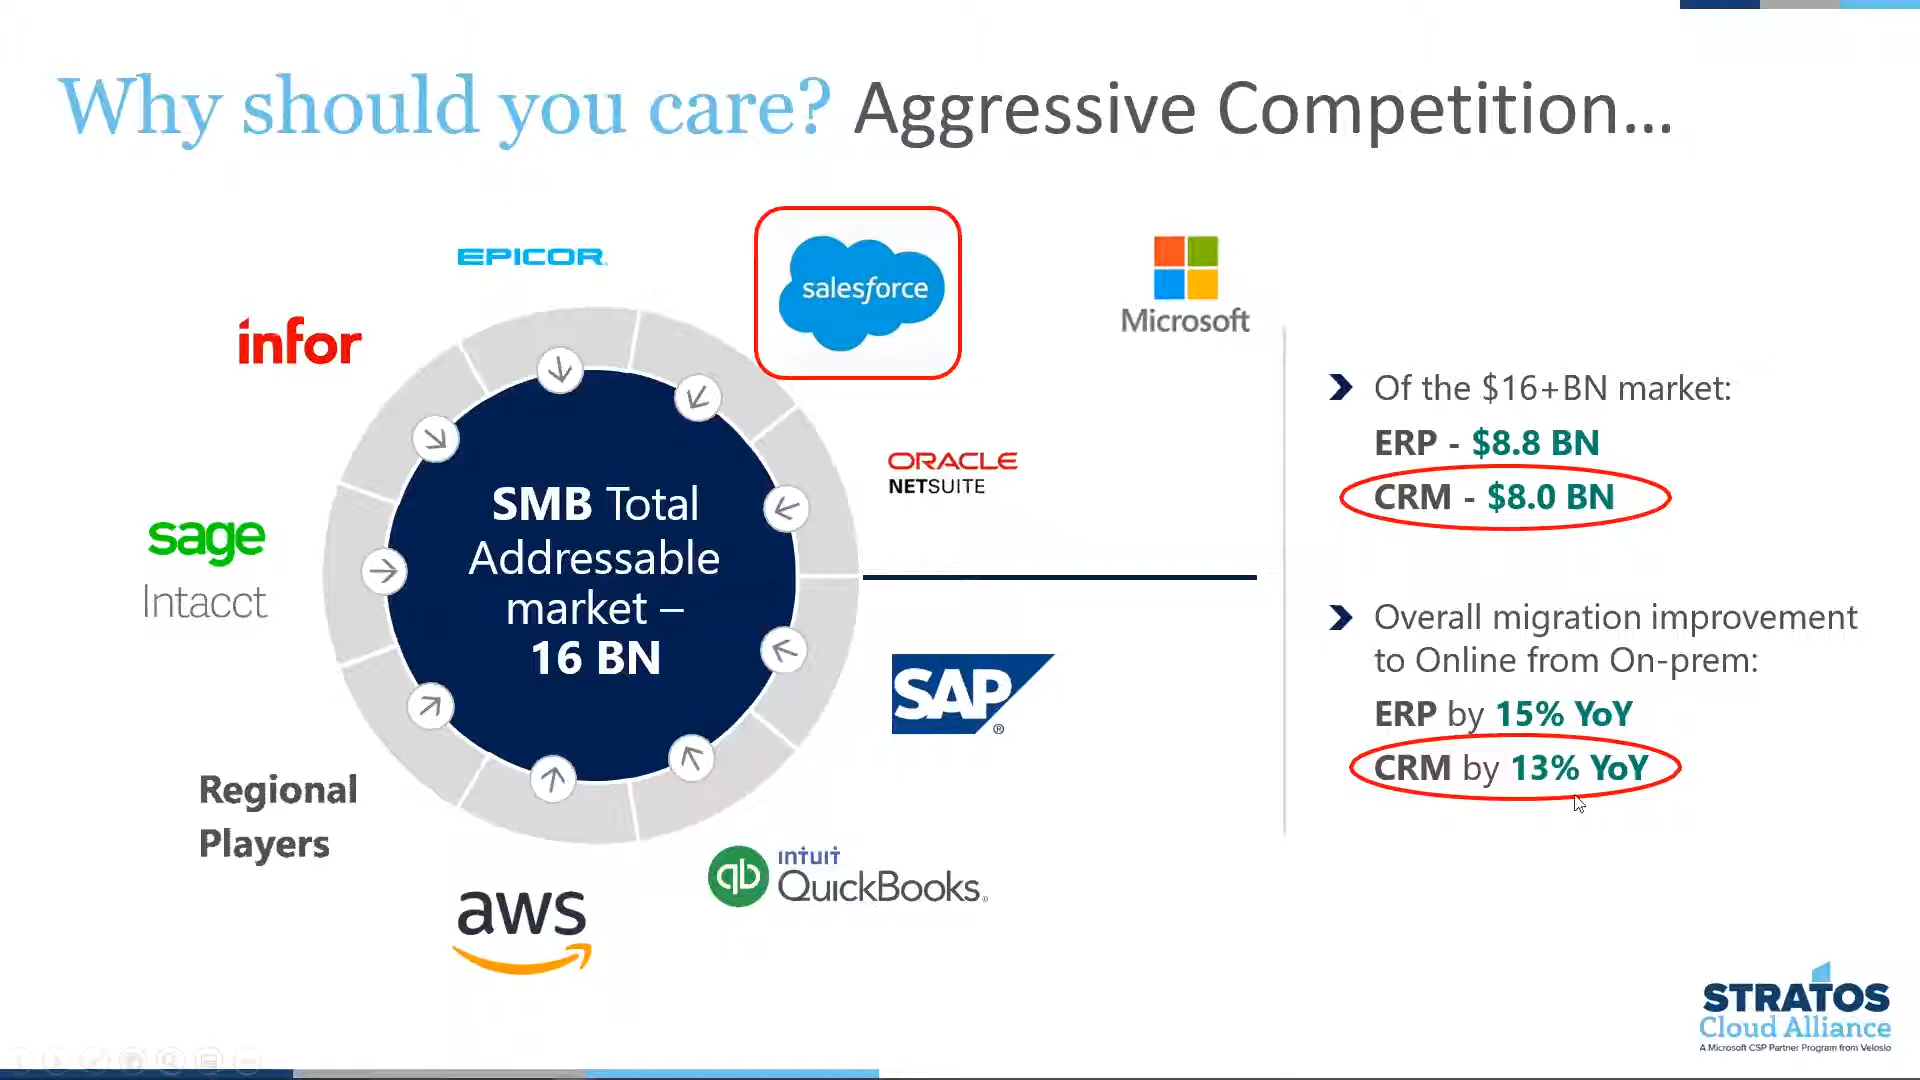 Why should you care? Aggressive Competition...
EPICOR
salesforce
Microsoft
infor
ORACLE
NETSUITE
sage
Intacct
SMB Total
Addressable
market –
16 BN
SAP
®
Regional
Players
aws
intuit
QuickBooks.
Of the $16+BN market:
ERP - $8.8 BN
CRM - $8.0 BN
Overall migration improvement
to Online from On-prem:
ERP by 15% YoY
CRM by 13% YoY
STRATOS
Cloud Alliance
A Microsoft CSP Partner Program from Velosio